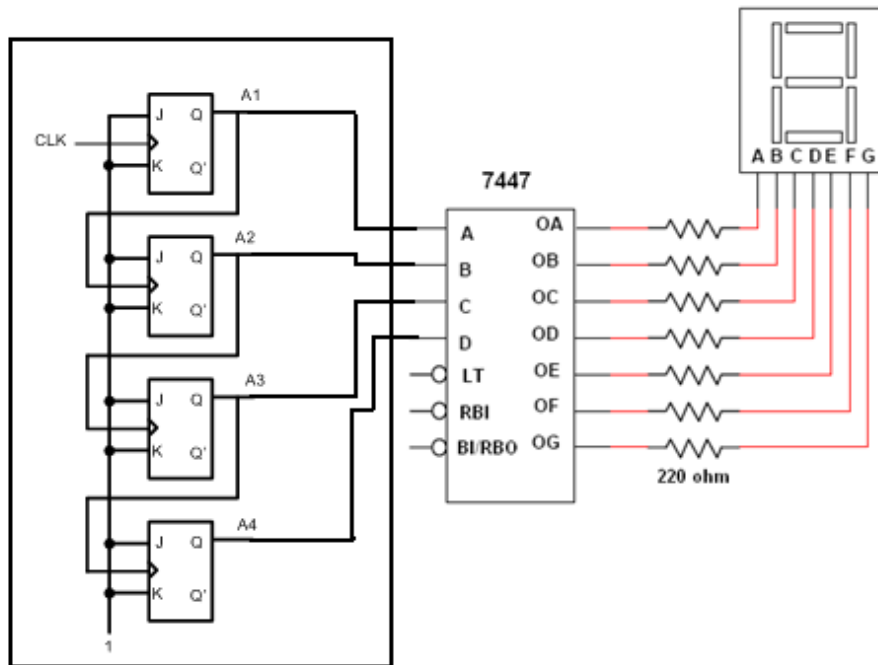 J Q A1
CLK
K Q'
J Q A2
K Q'
J Q A3
K Q'
J Q A4
K Q'
1
7447
A OA
B OB
C OC
D OD
LT OE
RBI OF
BI/RBO OG
220 ohm
A B C D E F G